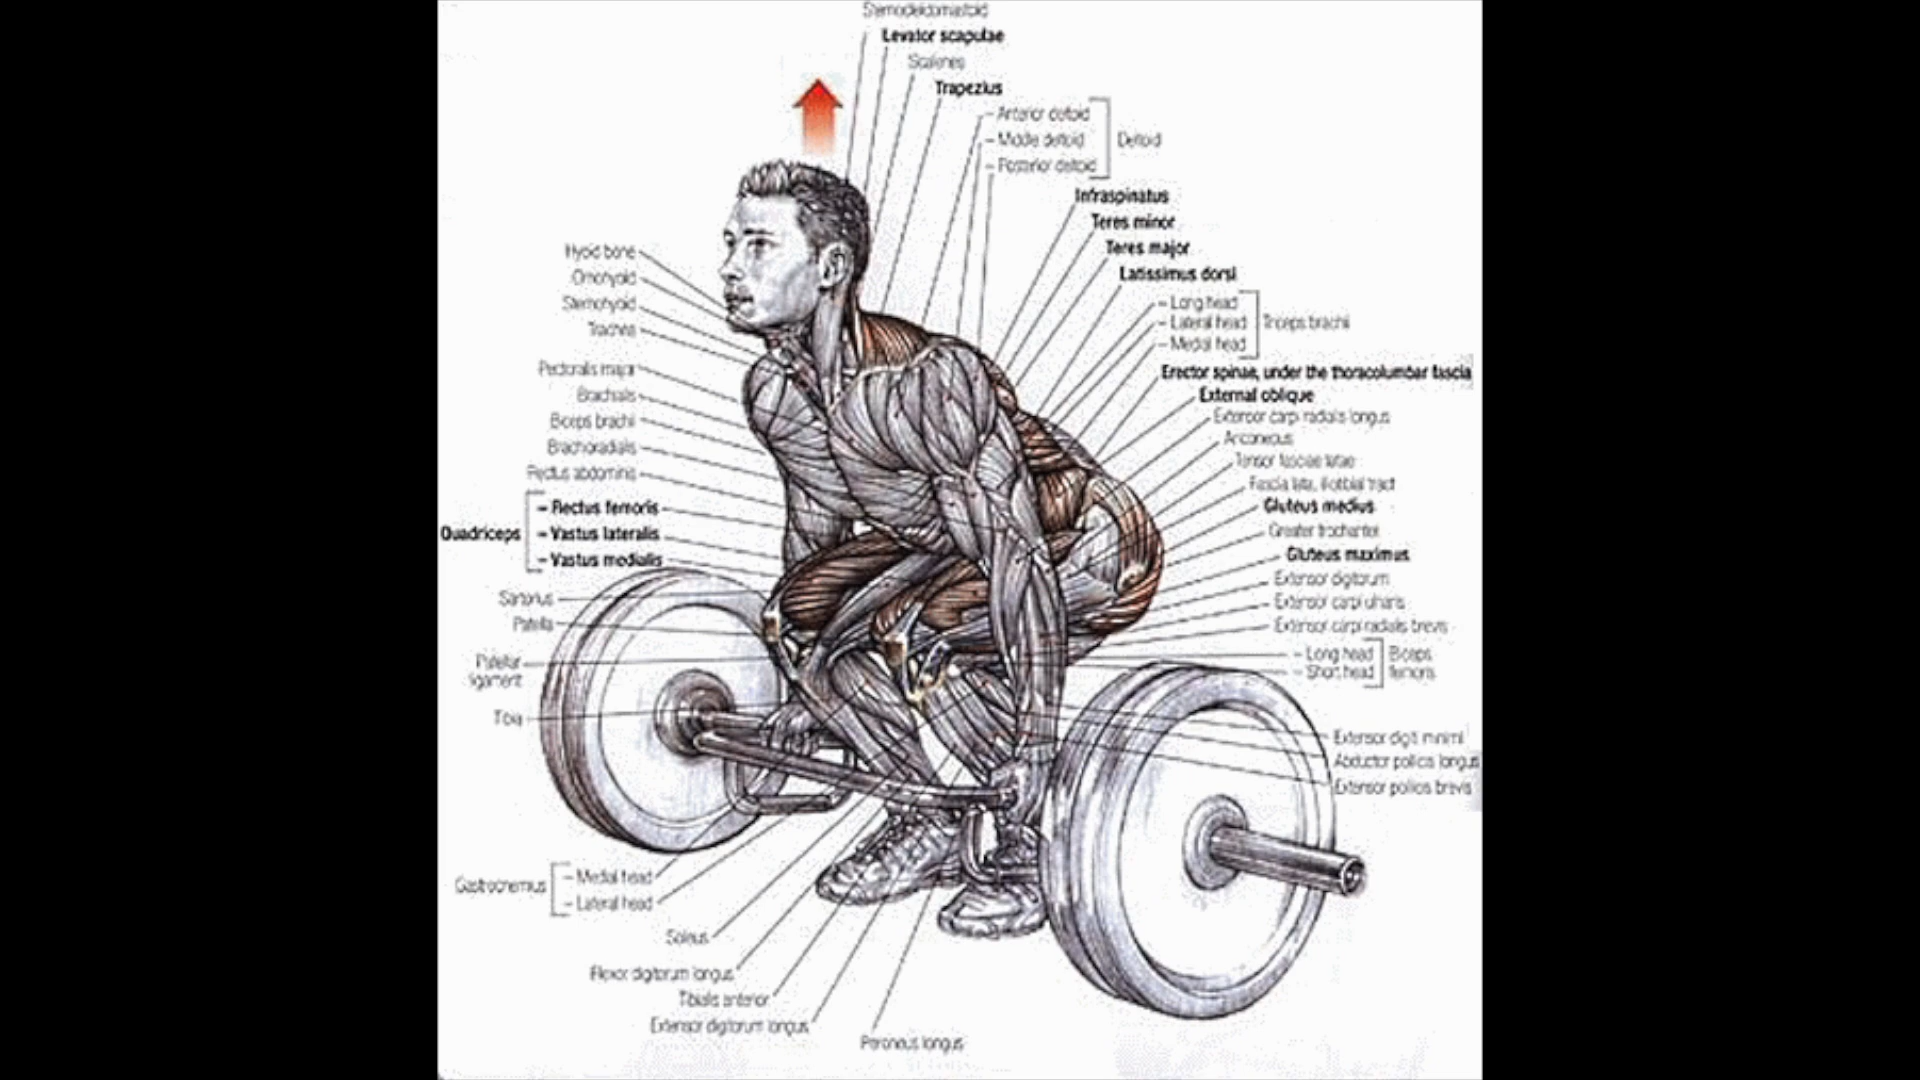 Sternocleidomastoid
Levator scapulae
Scalenes
Trapezius
Anterior deltoid
Middle deltoid
Posterior deltoid
Deltoid
Infraspinatus
Teres minor
Teres major
Latissimus dorsi
Long head
Lateral head
Medial head
Triceps brachii
Erector spinae, under the thoracolumbar fascia
External oblique
Extensor carpi radialis longus
Anconeus
Tensor fasciae latae
Fascia lata, iliotibial tract
Gluteus medius
Greater trochanter
Gluteus maximus
Extensor digitorum
Extensor carpi ulnaris
Extensor carpi radialis brevis
Long head
Short head
Biceps
femoris
Extensor digiti minimi
Abductor pollicis longus
Extensor pollicis brevis
Hyoid bone
Omohyoid
Sternohyoid
Trachea
Pectoralis major
Brachialis
Biceps brachii
Brachioradialis
Rectus abdominis
Quadriceps
Rectus femoris
Vastus lateralis
Vastus medialis
Sartorius
Patella
Patellar
ligament
Tibia
Gastrocnemius
Medial head
Lateral head
Soleus
Flexor digitorum longus
Tibialis anterior
Extensor digitorum longus
Peroneus longus